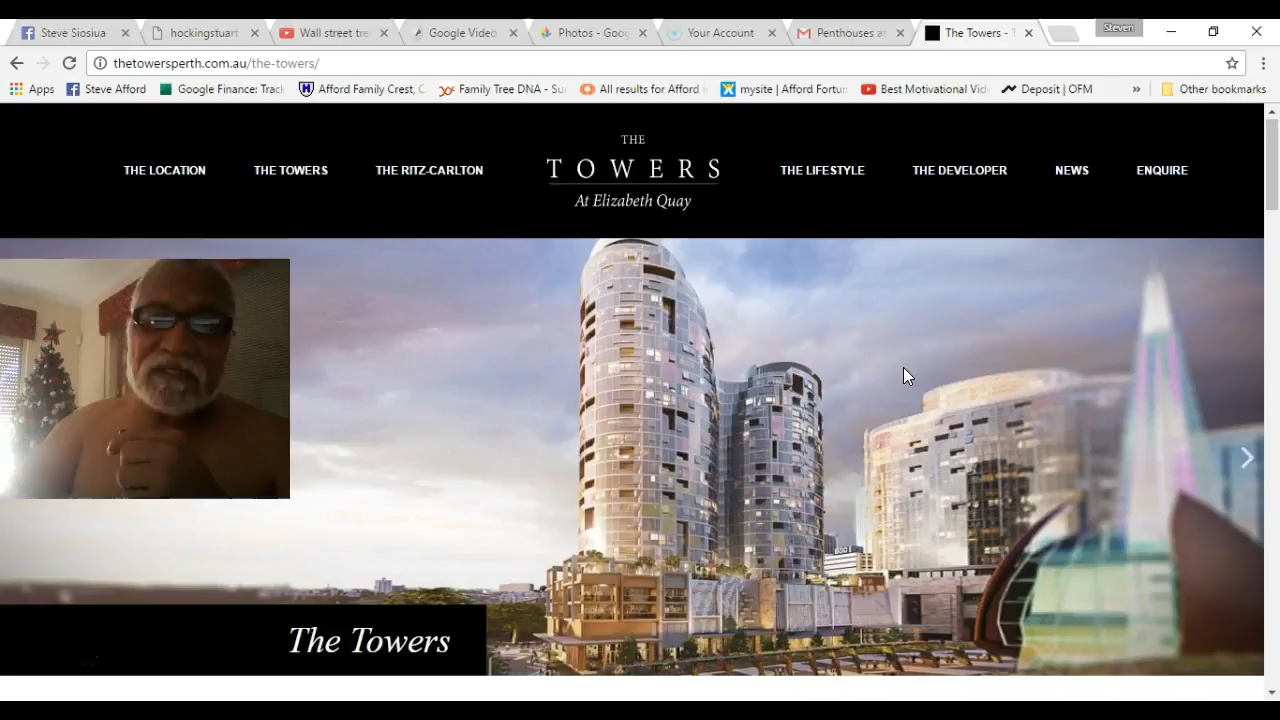 Steve Siosiua
hockingstuart
Wall street tre
Google Video
Photos - Goog
Your Account
Penthouses a
The Towers - T
Steven
thetowersperth.com.au/the-towers/
Apps
Steve Afford
Google Finance: Track
Afford Family Crest, C
Family Tree DNA - Su
All results for Afford i
mysite | Afford Fortun
Best Motivational Vid
Deposit | OFM
»
Other bookmarks
THE LOCATION
THE TOWERS
THE RITZ-CARLTON
THE
TOWERS
At Elizabeth Quay
THE LIFESTYLE
THE DEVELOPER
NEWS
ENQUIRE
The Towers